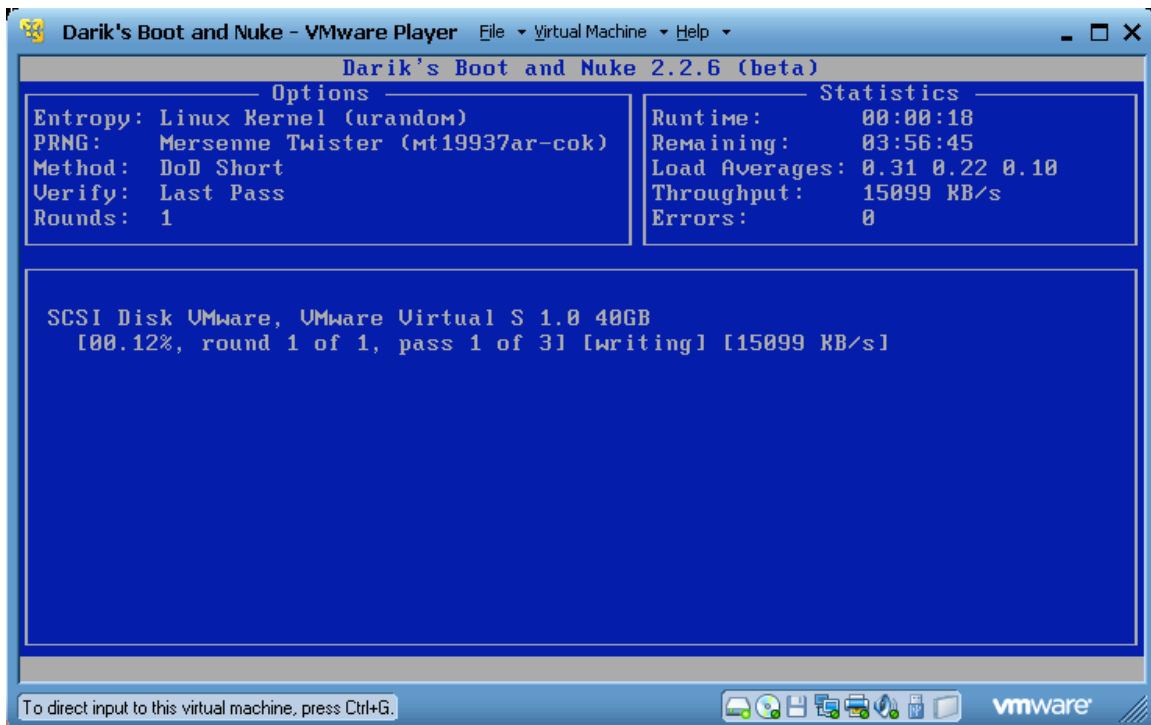 Darik's Boot and Nuke - VMware Player File Virtual Machine Help
Darik's Boot and Nuke 2.2.6 (beta)
Options
Entropy: Linux Kernel (urandom)
PRNG: Mersenne Twister (mt19937ar-cok)
Method: DoD Short
Verify: Last Pass
Rounds: 1
Statistics
Runtime: 00:00:18
Remaining: 03:56:45
Load Averages: 0.31 0.22 0.10
Throughput: 15099 KB/s
Errors: 0
SCSI Disk VMware, VMware Virtual S 1.0 40GB
[00.12%, round 1 of 1, pass 1 of 3] [writing] [15099 KB/s]
To direct input to this virtual machine, press Ctrl+G.
vmware